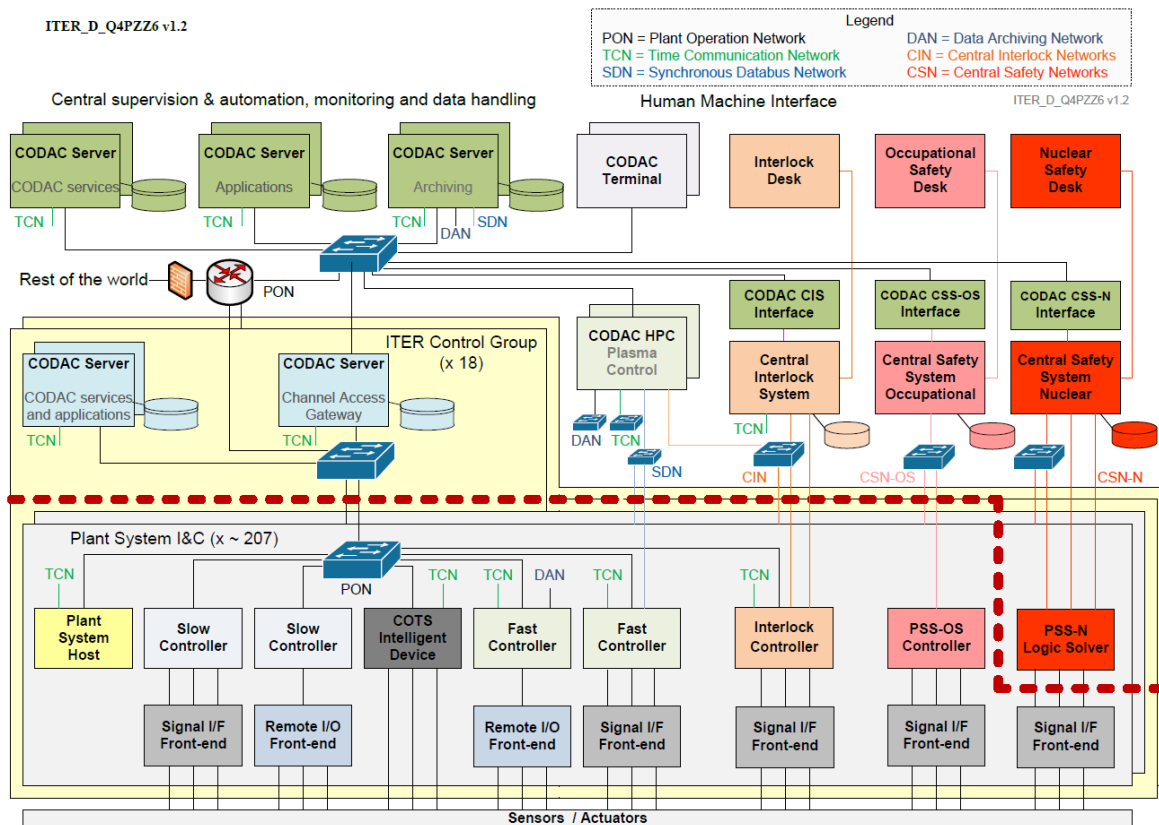 ITER_D_Q4PZZ6 v1.2
Legend
PON = Plant Operation Network
DAN = Data Archiving Network
TCN = Time Communication Network
CIN = Central Interlock Networks
SDN = Synchronous Databus Network
CSN = Central Safety Networks
Central supervision & automation, monitoring and data handling
Human Machine Interface
ITER_D_Q4PZZ6 v1.2
CODAC Server
CODAC services
TCN
CODAC Server
Applications
TCN
CODAC Server
Archiving
TCN
DAN
SDN
CODAC
Terminal
Interlock
Desk
Occupational
Safety
Desk
Nuclear
Safety
Desk
Rest of the world
PON
ITER Control Group
(x 18)
CODAC Server
CODAC services
and applications
TCN
CODAC Server
Channel Access
Gateway
TCN
CODAC HPC
Plasma
Control
DAN
TCN
SDN
CODAC CIS
Interface
Central
Interlock
System
TCN
CIN
CODAC CSS-OS
Interface
Central Safety
System
Occupational
CSN-OS
CODAC CSS-N
Interface
Central Safety
System
Nuclear
CSN-N
Plant System I&C (x ~ 207)
PON
TCN
Plant
System
Host
Slow
Controller
Slow
Controller
TCN
COTS
Intelligent
Device
TCN
DAN
Fast
Controller
TCN
Fast
Controller
TCN
Interlock
Controller
PSS-OS
Controller
PSS-N
Logic Solver
Signal I/F
Front-end
Remote I/O
Front-end
Remote I/O
Front-end
Signal I/F
Front-end
Signal I/F
Front-end
Signal I/F
Front-end
Signal I/F
Front-end
Sensors / Actuators